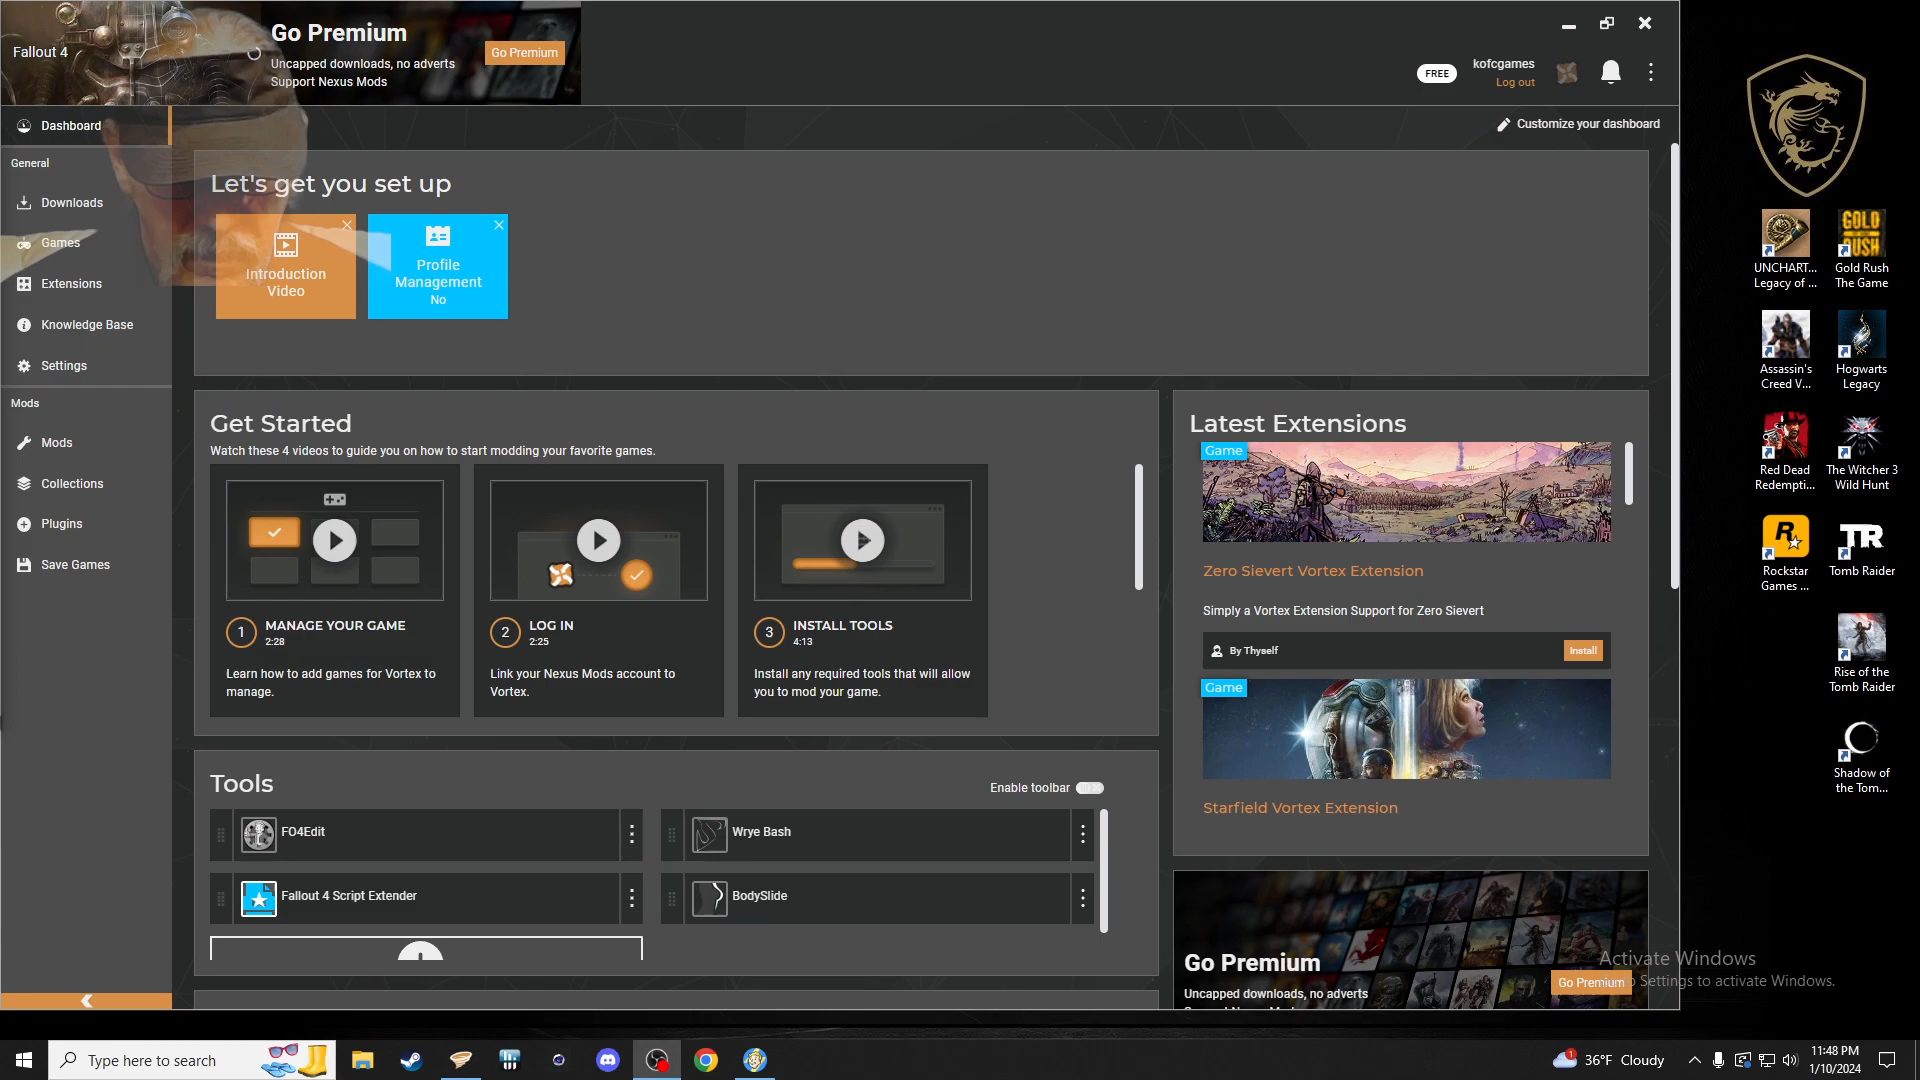 Fallout 4
Go Premium
Uncapped downloads, no adverts
Support Nexus Mods
Go Premium
FREE
kofcgames
Log out
Dashboard
Customize your dashboard
General
Downloads
Games
Extensions
Knowledge Base
Settings
Mods
Mods
Collections
Plugins
Save Games
Let's get you set up
Introduction
Video
Profile
Management
No
Get Started
Watch these 4 videos to guide you on how to start modding your favorite games.
1
MANAGE YOUR GAME
2:28
Learn how to add games for Vortex to
manage.
2
LOG IN
2:25
Link your Nexus Mods account to
Vortex.
3
INSTALL TOOLS
4:13
Install any required tools that will allow
you to mod your game.
Latest Extensions
Game
Zero Sievert Vortex Extension
Simply a Vortex Extension Support for Zero Sievert
By Thyself
Install
Game
Starfield Vortex Extension
Tools
Enable toolbar
FO4Edit
Wrye Bash
Fallout 4 Script Extender
BodySlide
Go Premium
Uncapped downloads, no adverts
Go Premium
Activate Windows
Settings to activate Windows.
UNCHART...
Legacy of ...
GOLD
RUSH
Gold Rush
The Game
Assassin's
Creed V...
Hogwarts
Legacy
Red Dead
Redempti...
The Witcher 3
Wild Hunt
R
Rockstar
Games ...
TR
Tomb Raider
Rise of the
Tomb Raider
Shadow of
the Tom...
Type here to search
1
36°F Cloudy
11:48 PM
1/10/2024